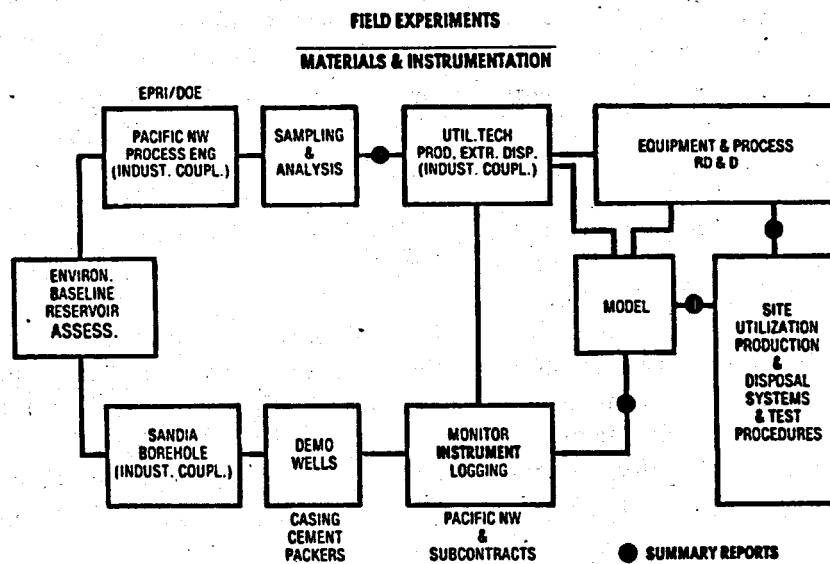 FIELD EXPERIMENTS
MATERIALS & INSTRUMENTATION
EPRI/DOE
PACIFIC NW
PROCESS ENG
(INDUST. COUPL.)
SAMPLING
&
ANALYSIS
UTIL. TECH
PROD. EXTR. DISP.
(INDUST. COUPL.)
EQUIPMENT & PROCESS
RD & D
ENVIRON.
BASELINE
RESERVOIR
ASSESS.
MODEL
SITE
UTILIZATION
PRODUCTION
&
DISPOSAL
SYSTEMS
& TEST
PROCEDURES
SANDIA
BOREHOLE
(INDUST. COUPL.)
DEMO
WELLS
MONITOR
INSTRUMENT
LOGGING
CASING
CEMENT
PACKERS
PACIFIC NW
&
SUBCONTRACTS
SUMMARY REPORTS